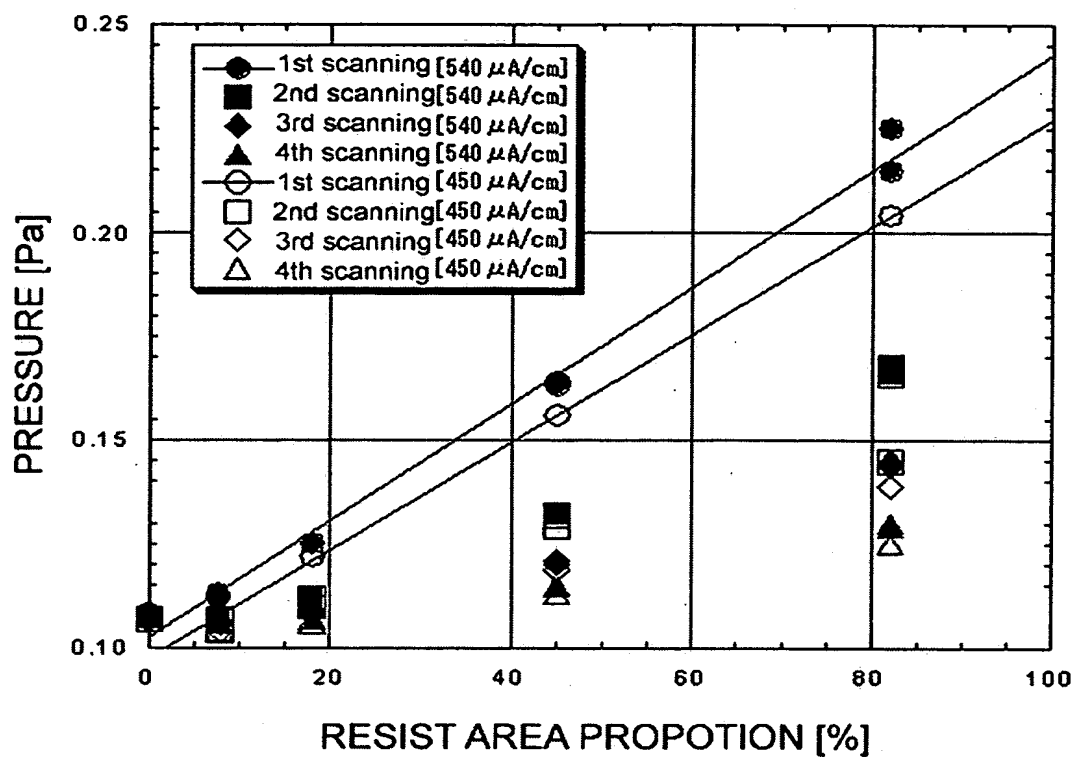 0.25
1st scanning [540 μA/cm]
2nd scanning [540 μA/cm]
3rd scanning [540 μA/cm]
4th scanning [540 μA/cm]
1st scanning [450 μA/cm]
2nd scanning [450 μA/cm]
3rd scanning [450 μA/cm]
4th scanning [450 μA/cm]
PRESSURE [Pa]
0.20
0.15
0.10
0 20 40 60 80 100
RESIST AREA PROPOTION [%]